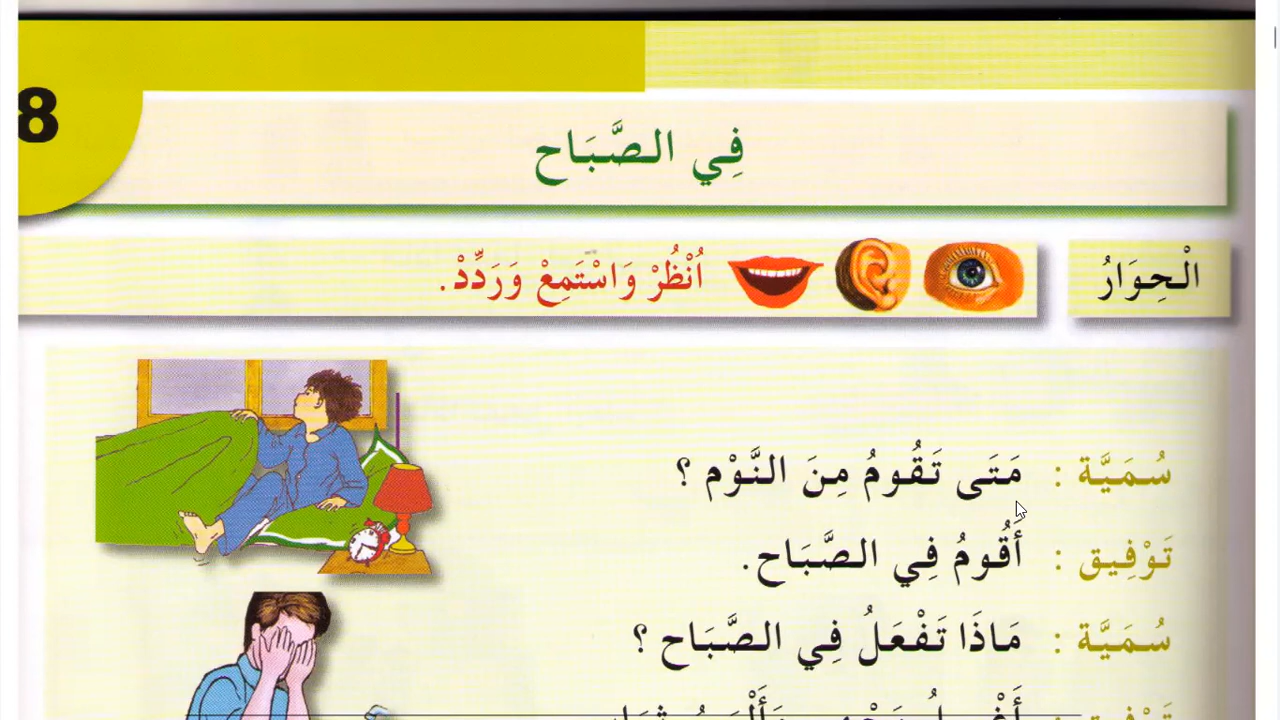 8
فِي الصَّبَاح
الْحِوَارُ
اُنْظُرْ وَاسْتَمِعْ وَرَدِّدْ.
سُمَيَّة : مَتَى تَقُومُ مِنَ النَّوْم ؟
تَوْفِيق : أَقُومُ فِي الصَّبَاح.
سُمَيَّة : مَاذَا تَفْعَلُ فِي الصَّبَاح ؟